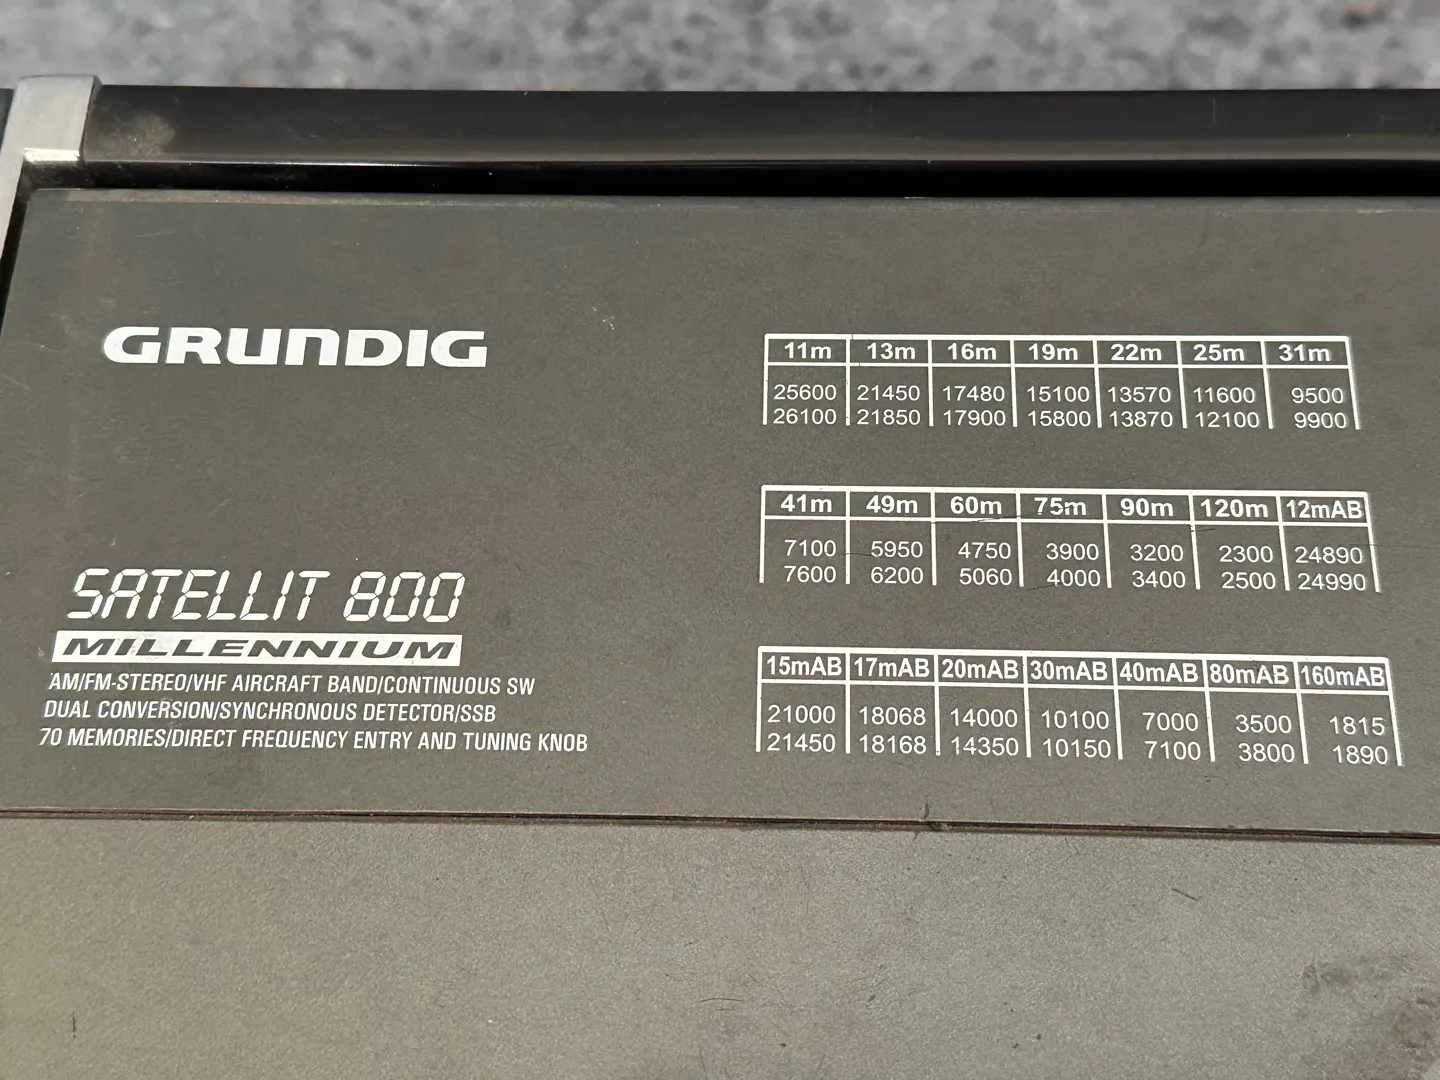 GRUNDIG
SATELLIT 800
MILLENNIUM
AM/FM-STEREO/VHF AIRCRAFT BAND/CONTINUOUS SW
DUAL CONVERSION/SYNCHRONOUS DETECTOR/SSB
70 MEMORIES/DIRECT FREQUENCY ENTRY AND TUNING KNOB
11m 13m 16m 19m 22m 25m 31m
25600 21450 17480 15100 13570 11600 9500
26100 21850 17900 15800 13870 12100 9900
41m 49m 60m 75m 90m 120m 12mAB
7100 5950 4750 3900 3200 2300 24890
7600 6200 5060 4000 3400 2500 24990
15mAB 17mAB 20mAB 30mAB 40mAB 80mAB 160mAB
21000 18068 14000 10100 7000 3500 1815
21450 18168 14350 10150 7100 3800 1890